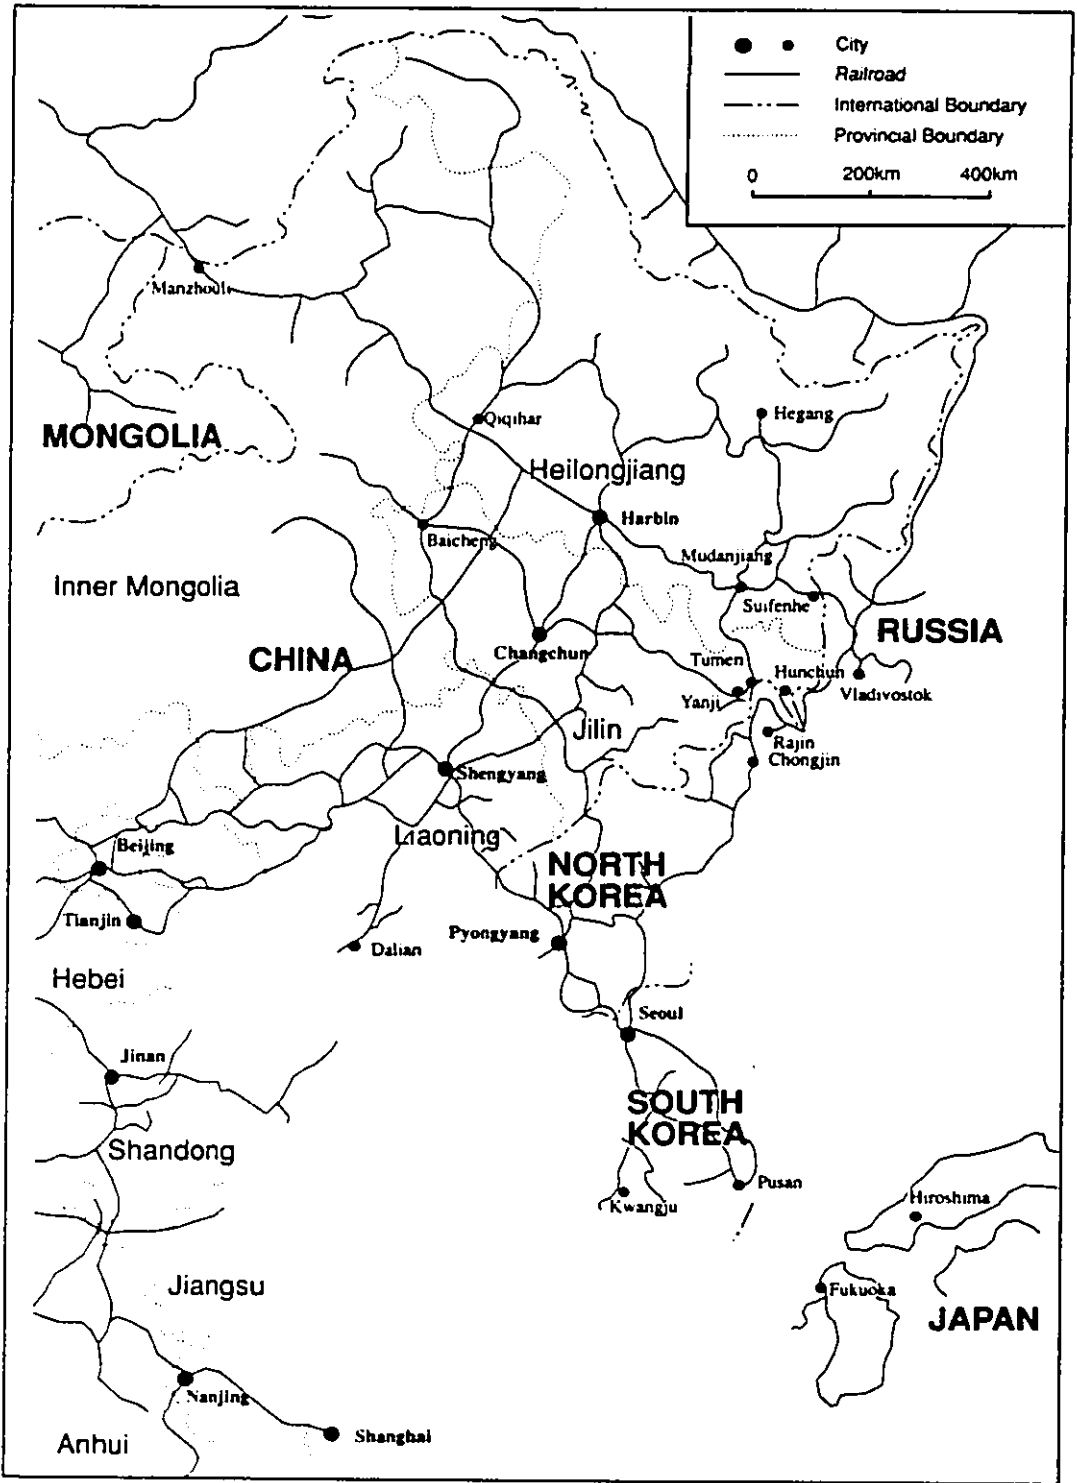 City
Railroad
International Boundary
Provincial Boundary
0 200km 400km
Manzhouli
MONGOLIA
Qiqihar
Hegang
Heilongjiang
Harbin
Baicheng
Mudanjiang
Inner Mongolia
Suifenhe
RUSSIA
CHINA
Changchun
Tumen
Hunchun
Vladivostok
Yanji
Jilin
Rajin
Chongjin
Shengyang
Liaoning
Beijing
NORTH
KOREA
Tianjin
Pyongyang
Dalian
Hebei
Seoul
Jinan
SOUTH
KOREA
Shandong
Pusan
Kwangju
Hiroshima
Jiangsu
Fukuoka
JAPAN
Nanjing
Anhui
Shanghai